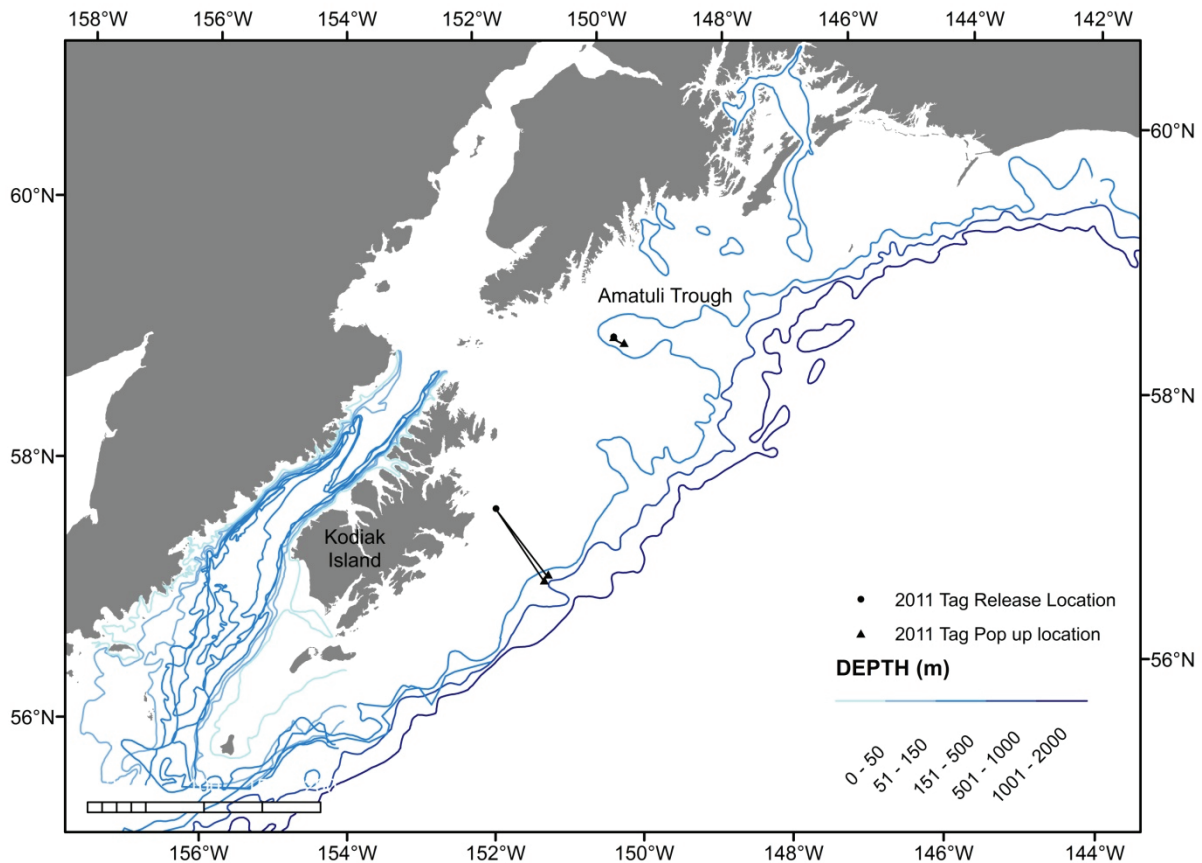 158°W 156°W 154°W 152°W 150°W 148°W 146°W 144°W 142°W
60°N
60°N
Amatuli Trough
58°N
58°N
Kodiak
Island
2011 Tag Release Location
2011 Tag Pop up location
56°N
DEPTH (m)
56°N
0 - 50
51 - 150
151 - 500
501 - 1000
1001 - 2000
156°W 154°W 152°W 150°W 148°W 146°W 144°W